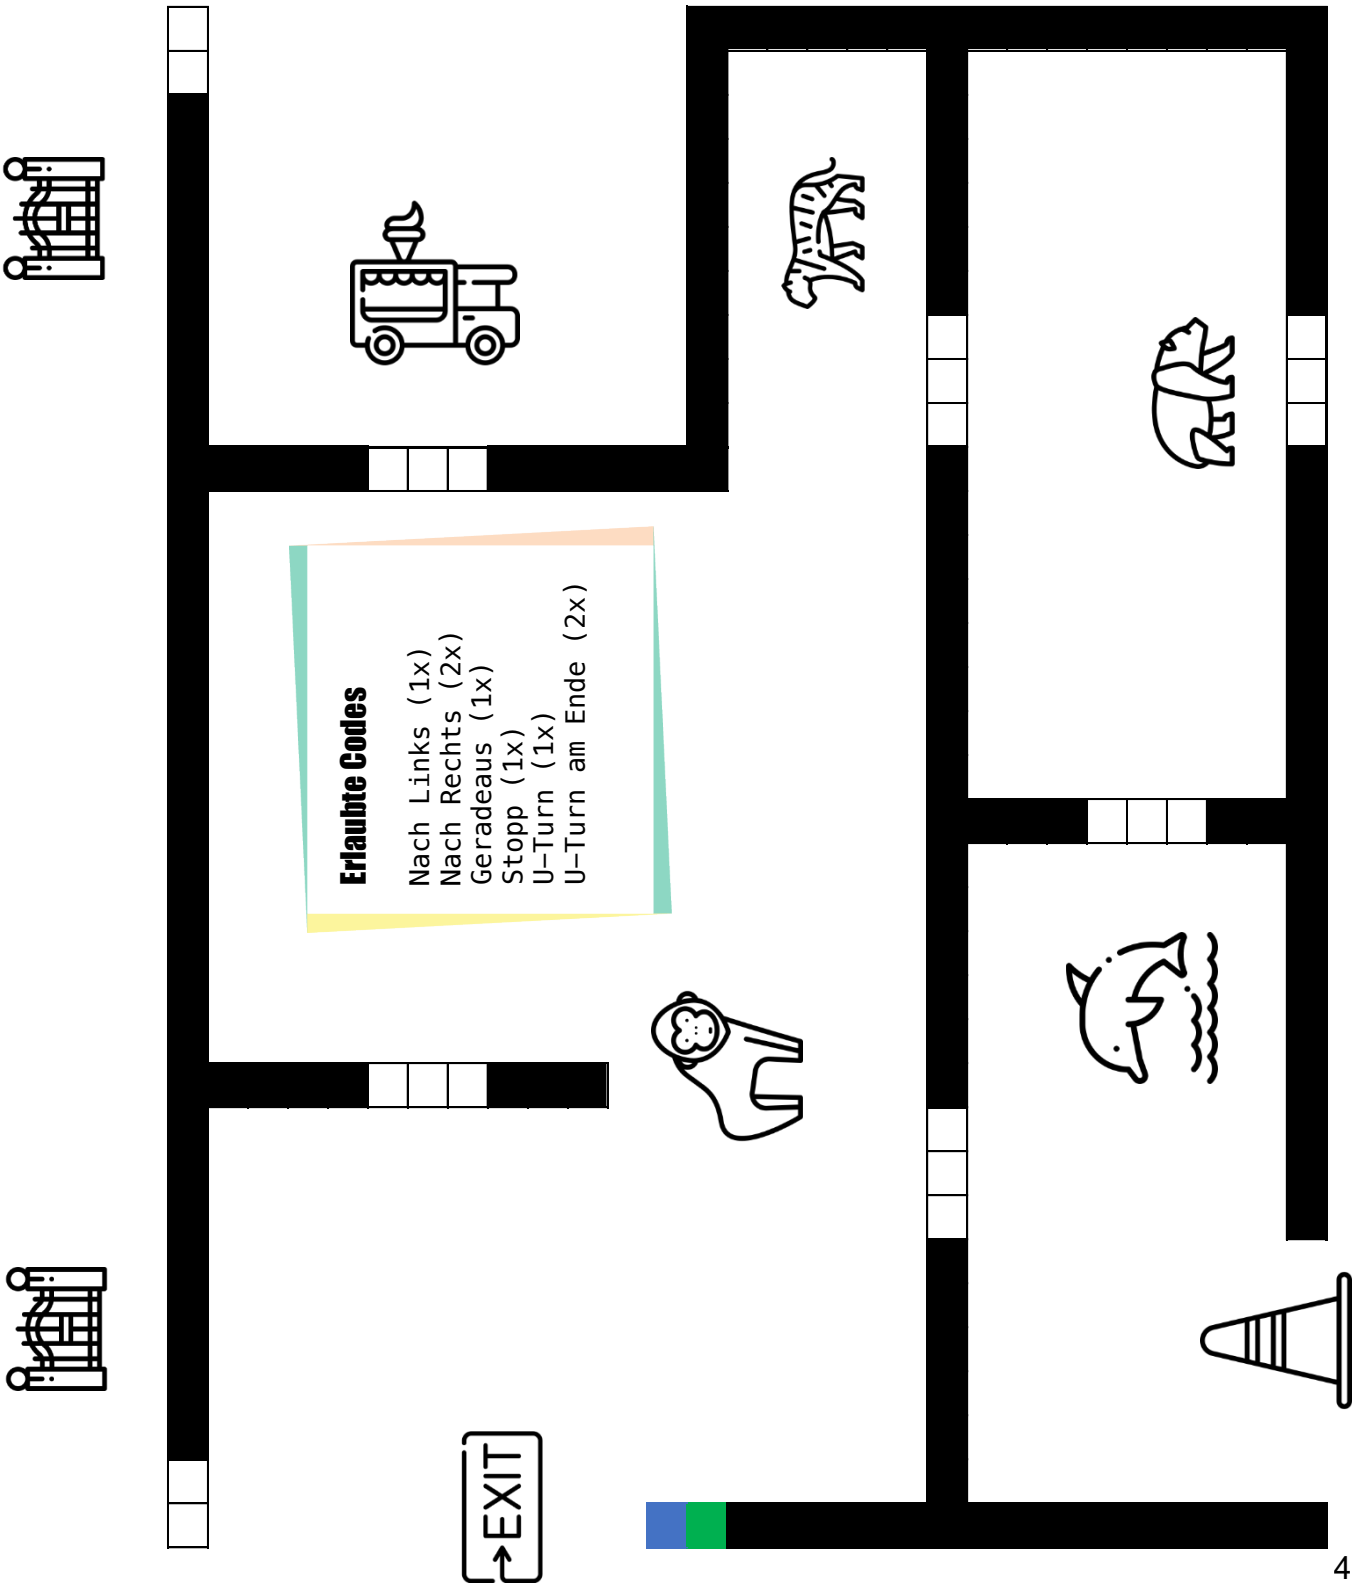 Erlaubte Codes
Nach Links (1x)
Nach Rechts (2x)
Geradeaus (1x)
Stopp (1x)
U–Turn (1x)
U–Turn am Ende (2x)
EXIT
4